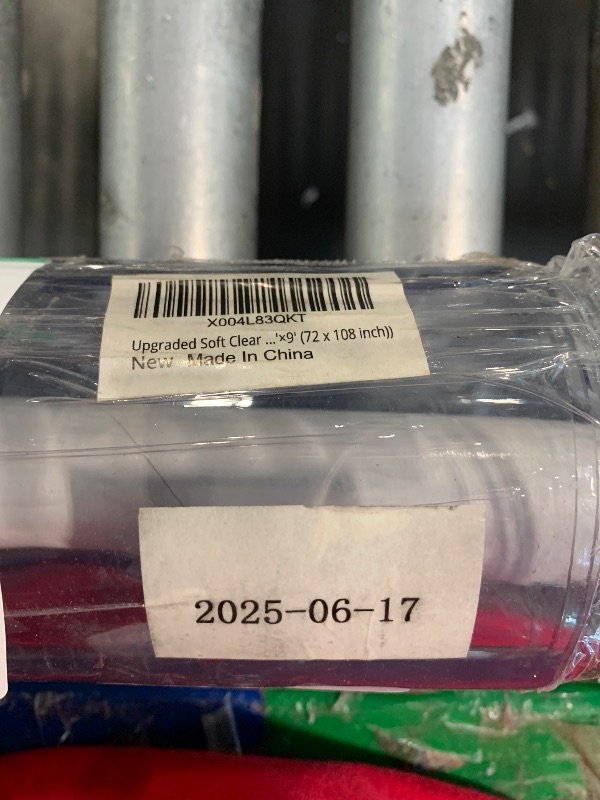 X004L83QKT
Upgraded Soft Clear ...'x9' (72 x 108 inch))
New Made In China
2025-06-17